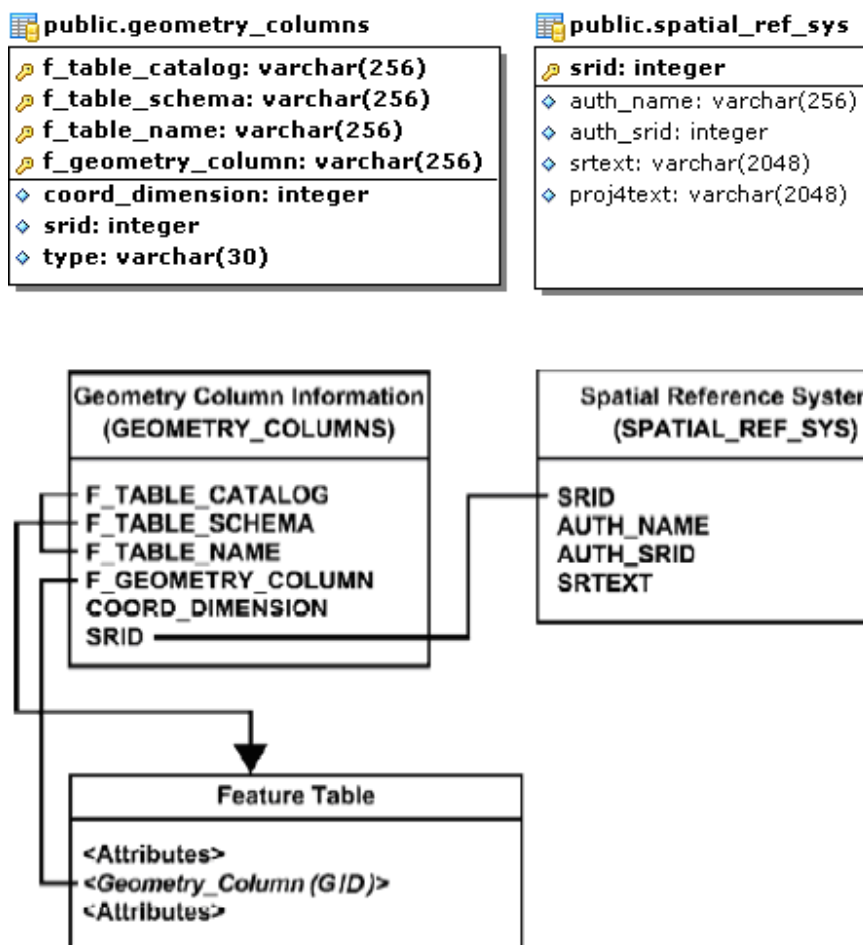 public.geometry_columns
f_table_catalog: varchar(256)
f_table_schema: varchar(256)
f_table_name: varchar(256)
f_geometry_column: varchar(256)
coord_dimension: integer
srid: integer
type: varchar(30)
public.spatial_ref_sys
srid: integer
auth_name: varchar(256)
auth_srid: integer
srtext: varchar(2048)
proj4text: varchar(2048)
Geometry Column Information
(GEOMETRY_COLUMNS)
F_TABLE_CATALOG
F_TABLE_SCHEMA
F_TABLE_NAME
F_GEOMETRY_COLUMN
COORD_DIMENSION
SRID
Spatial Reference System
(SPATIAL_REF_SYS)
SRID
AUTH_NAME
AUTH_SRID
SRTEXT
Feature Table
<Attributes>
<Geometry_Column (GID)>
<Attributes>